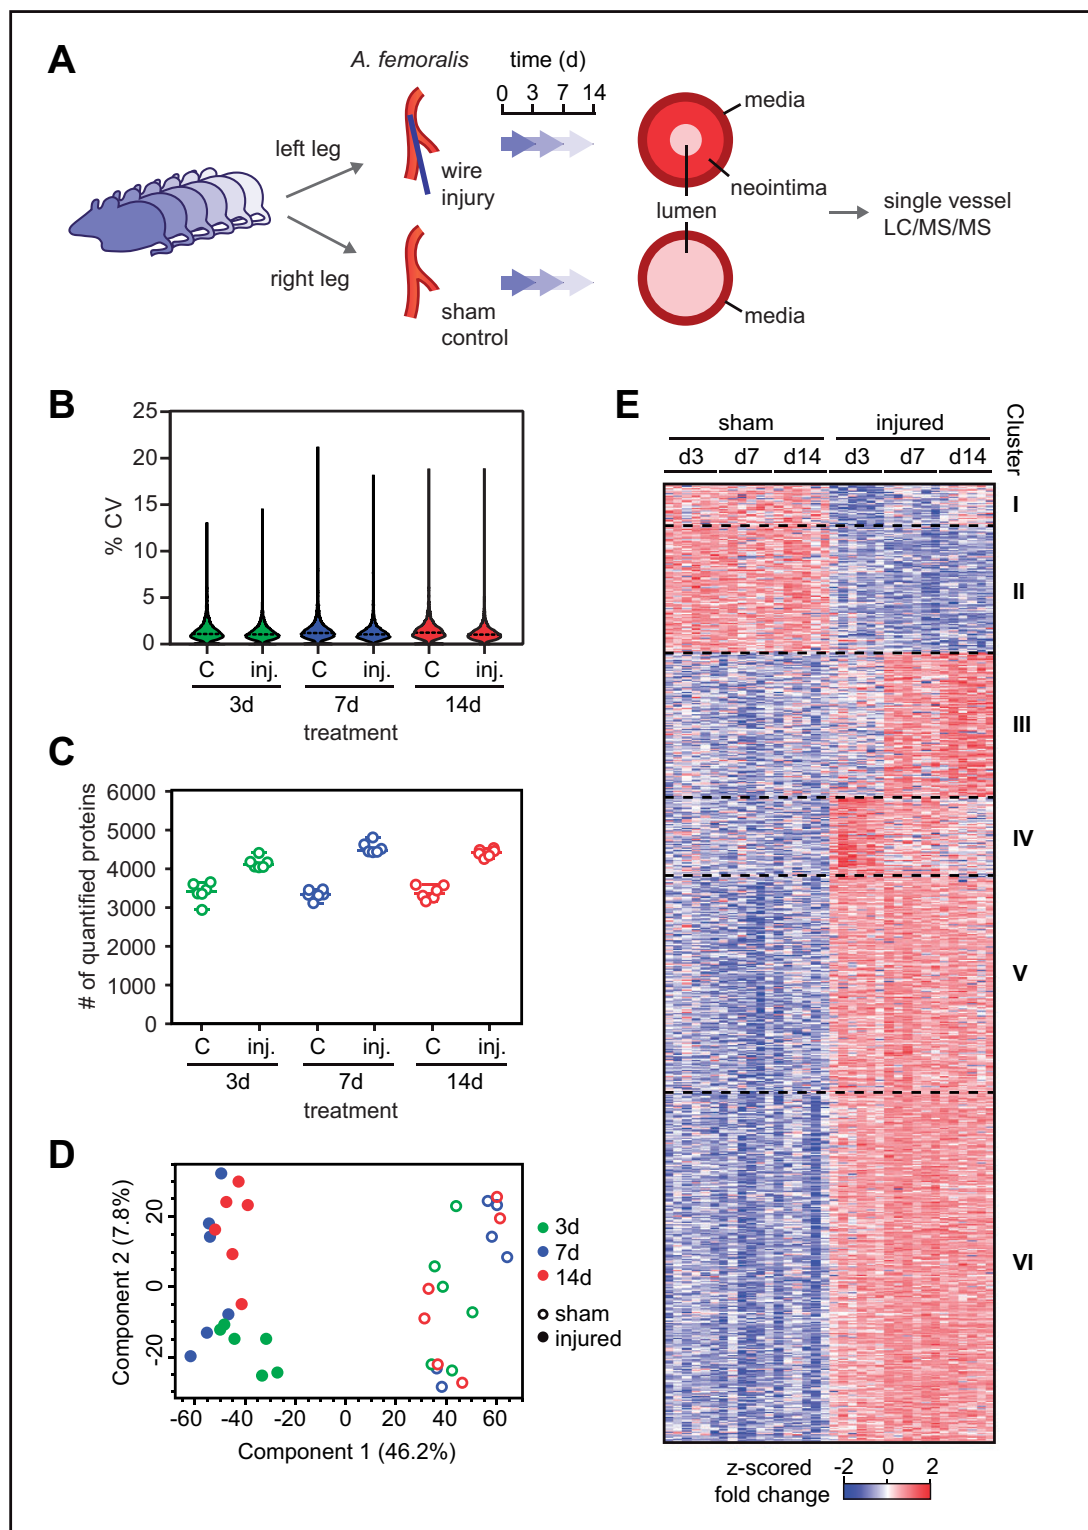 A
A. femoralis
time (d)
0 3 7 14
left leg
wire
injury
right leg
sham
control
media
neointima
lumen
media
single vessel
LC/MS/MS
B
% CV
25
20
15
10
5
0
C inj. C inj. C inj.
3d 7d 14d
treatment
C
# of quantified proteins
6000
5000
4000
3000
2000
1000
0
C inj. C inj. C inj.
3d 7d 14d
treatment
D
Component 2 (7.8%)
20
0
-20
-60 -40 -20 0 20 40 60
Component 1 (46.2%)
3d
7d
14d
sham
injured
E
sham injured
d3 d7 d14 d3 d7 d14
Cluster
I
II
III
IV
V
VI
z-scored
fold change
-2 0 2